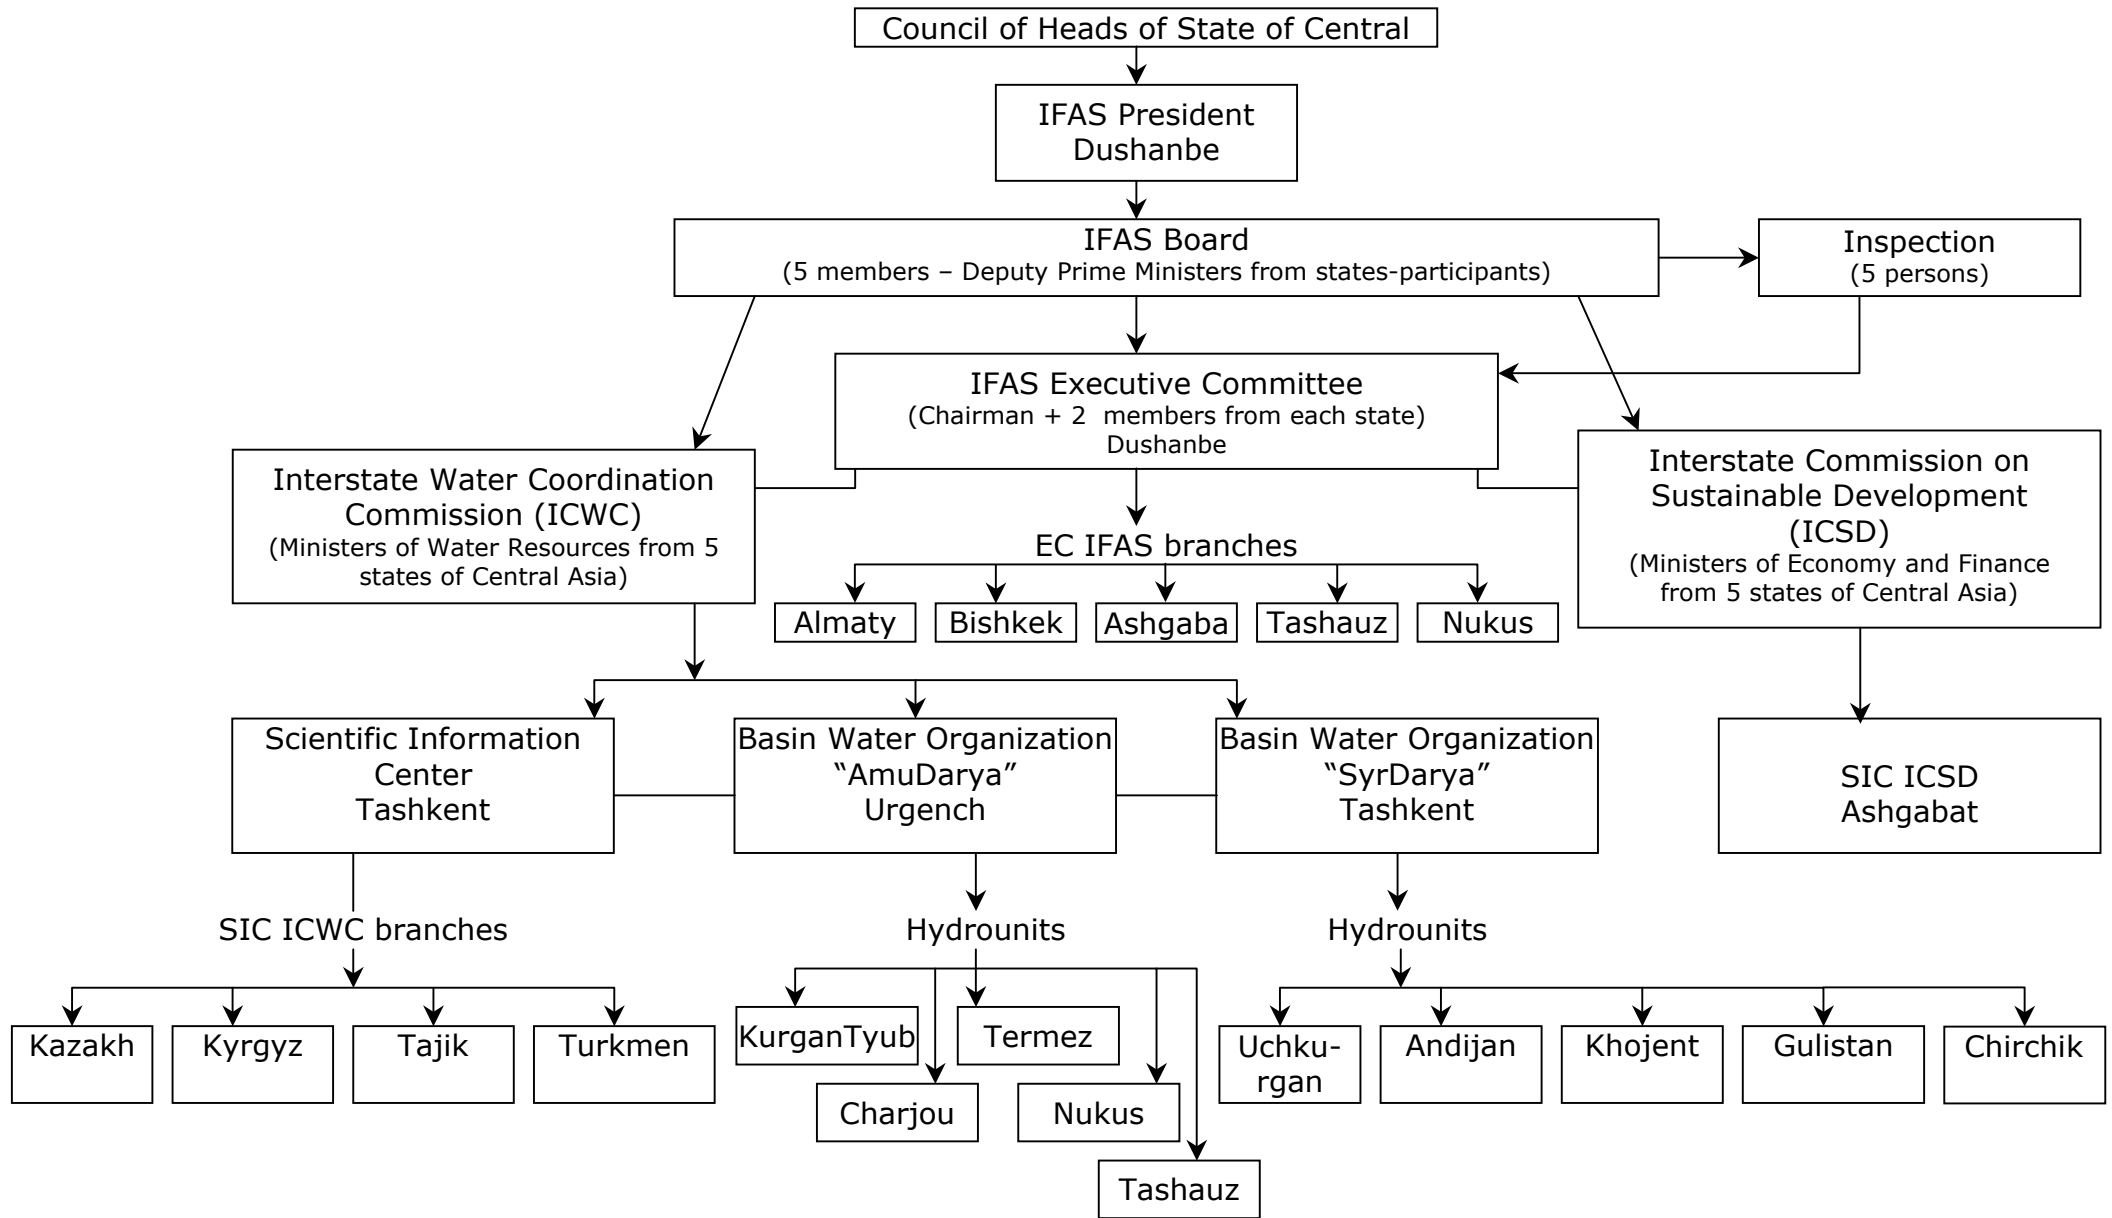 Council of Heads of State of Central
IFAS President
Dushanbe
IFAS Board
(5 members – Deputy Prime Ministers from states-participants)
Inspection
(5 persons)
IFAS Executive Committee
(Chairman + 2 members from each state)
Dushanbe
Interstate Water Coordination
Commission (ICWC)
(Ministers of Water Resources from 5
states of Central Asia)
Interstate Commission on
Sustainable Development
(ICSD)
(Ministers of Economy and Finance
from 5 states of Central Asia)
EC IFAS branches
Almaty
Bishkek
Ashgaba
Tashauz
Nukus
Scientific Information
Center
Tashkent
Basin Water Organization
“AmuDarya”
Urgench
Basin Water Organization
“SyrDarya”
Tashkent
SIC ICSD
Ashgabat
SIC ICWC branches
Hydrounits
Hydrounits
Kazakh
Kyrgyz
Tajik
Turkmen
KurganTyub
Termez
Charjou
Nukus
Tashauz
Uchku-
rgan
Andijan
Khojent
Gulistan
Chirchik